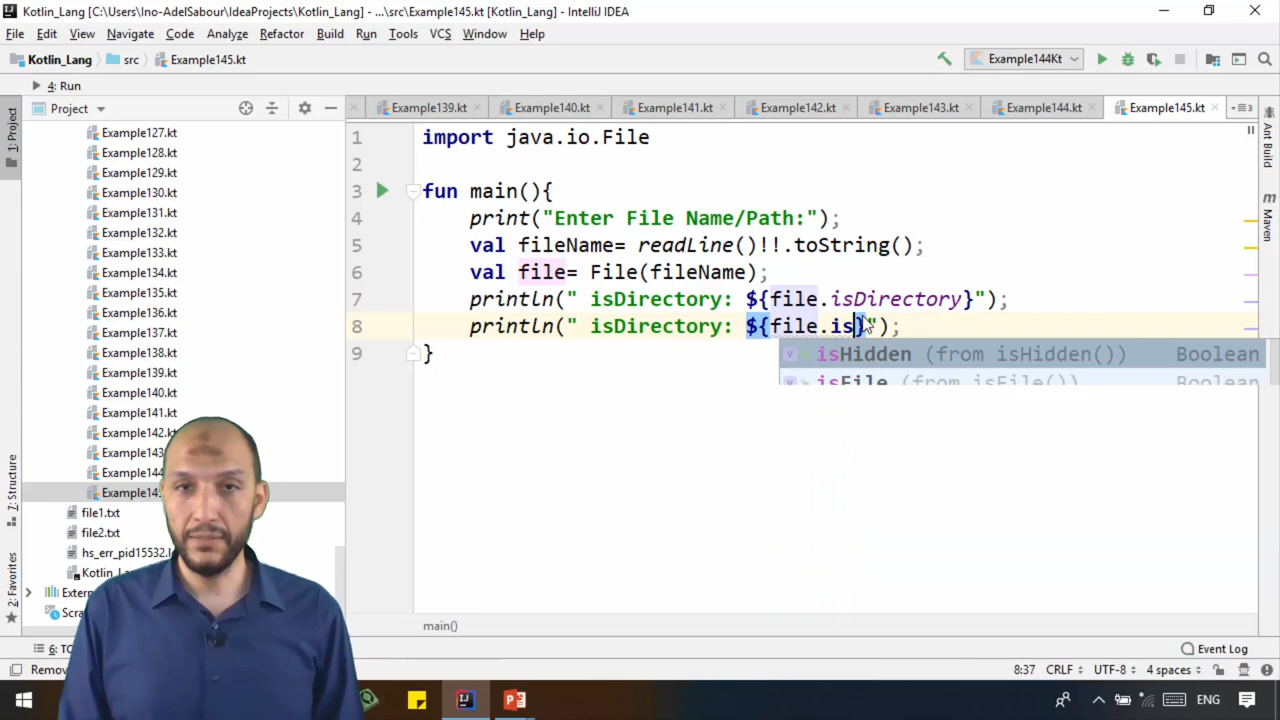 Kotlin_Lang [C:\Users\Ino-AdelSabour\IdeaProjects\Kotlin_Lang] - ...\src\Example145.kt [Kotlin_Lang] - IntelliJ IDEA
File Edit View Navigate Code Analyze Refactor Build Run Tools VCS Window Help
Kotlin_Lang src Example145.kt Example144Kt
4: Run
Project Example139.kt Example140.kt Example141.kt Example142.kt Example143.kt Example144.kt Example145.kt
1: Project
7: Structure
2: Favorites
Example127.kt
Example128.kt
Example129.kt
Example130.kt
Example131.kt
Example132.kt
Example133.kt
Example134.kt
Example135.kt
Example136.kt
Example137.kt
Example138.kt
Example139.kt
Example140.kt
Example141.kt
Example142.kt
Example143
Example144
Example14
file1.txt
file2.txt
hs_err_pid15532.l
Kotlin_Lan
Exter
Scra
1 import java.io.File
2
3 fun main(){
4 print("Enter File Name/Path:");
5 val fileName= readLine()!!.toString();
6 val file= File(fileName);
7 println(" isDirectory: ${file.isDirectory}");
8 println(" isDirectory: ${file.is}");
9 }
isHidden (from isHidden()) Boolean
isFile (from isFile()) Boolean
Ant Build
Maven
main()
6: TO
Event Log
Remov
8:37 CRLF UTF-8 4 spaces
ENG